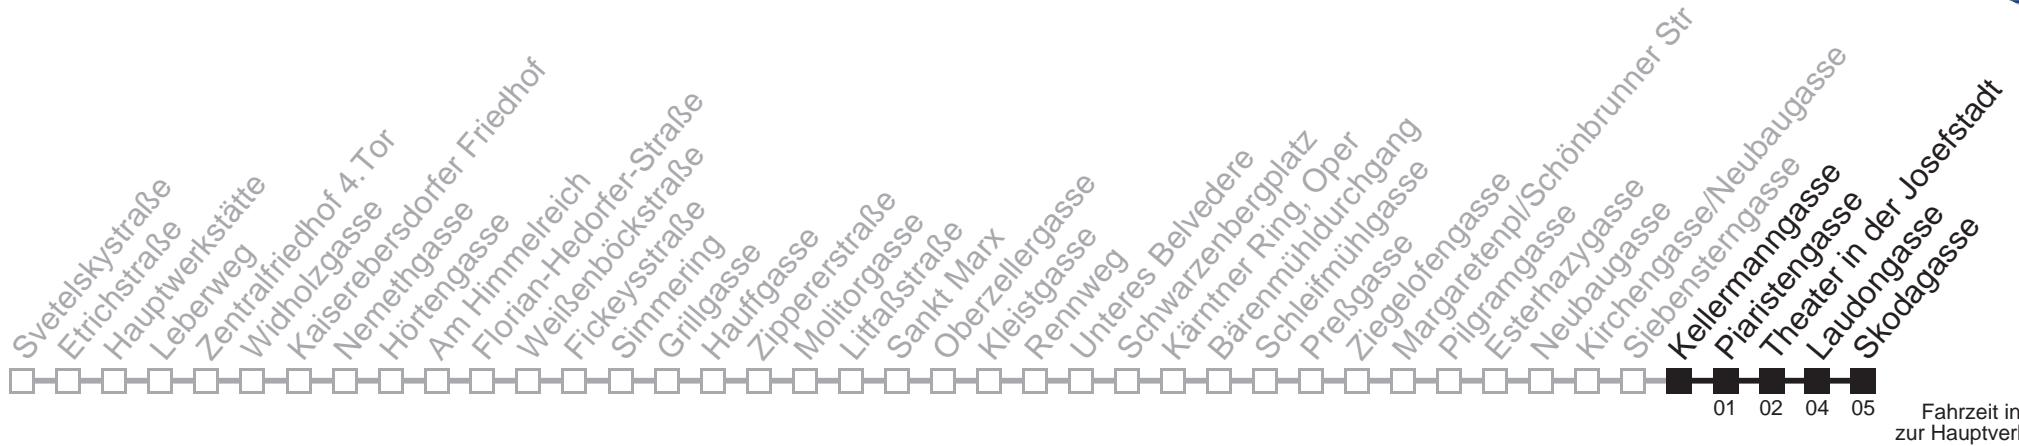 Svetelskystraße
Etrichstraße
Hauptwerkstätte
Leberweg
Zentralfriedhof 4.Tor
Widholzgasse
Kaiserebersdorfer Friedhof
Nemethgasse
Hörtengasse
Am Himmelreich
Florian-Hedorfer-Straße
Weißenböckstraße
Fickeysstraße
Simmering
Grillgasse
Hauffgasse
Zippererstraße
Molitorgasse
Litfaßstraße
Sankt Marx
Oberzellergasse
Kleistgasse
Rennweg
Unteres Belvedere
Schwarzenbergplatz
Kärntner Ring, Oper
Bärenmühldurchgang
Schleifmühlgasse
Preßgasse
Ziegelofengasse
Margaretenpl/Schönbrunner Str
Pilgramgasse
Esterhazygasse
Neubaugasse
Kirchengasse/Neubaugasse
Siebensterngasse
Kellermanngasse
Piaristengasse
Theater in der Josefstadt
Laudongasse
Skodagasse
01 02 04 05
Fahrzeit in
zur Hauptverl